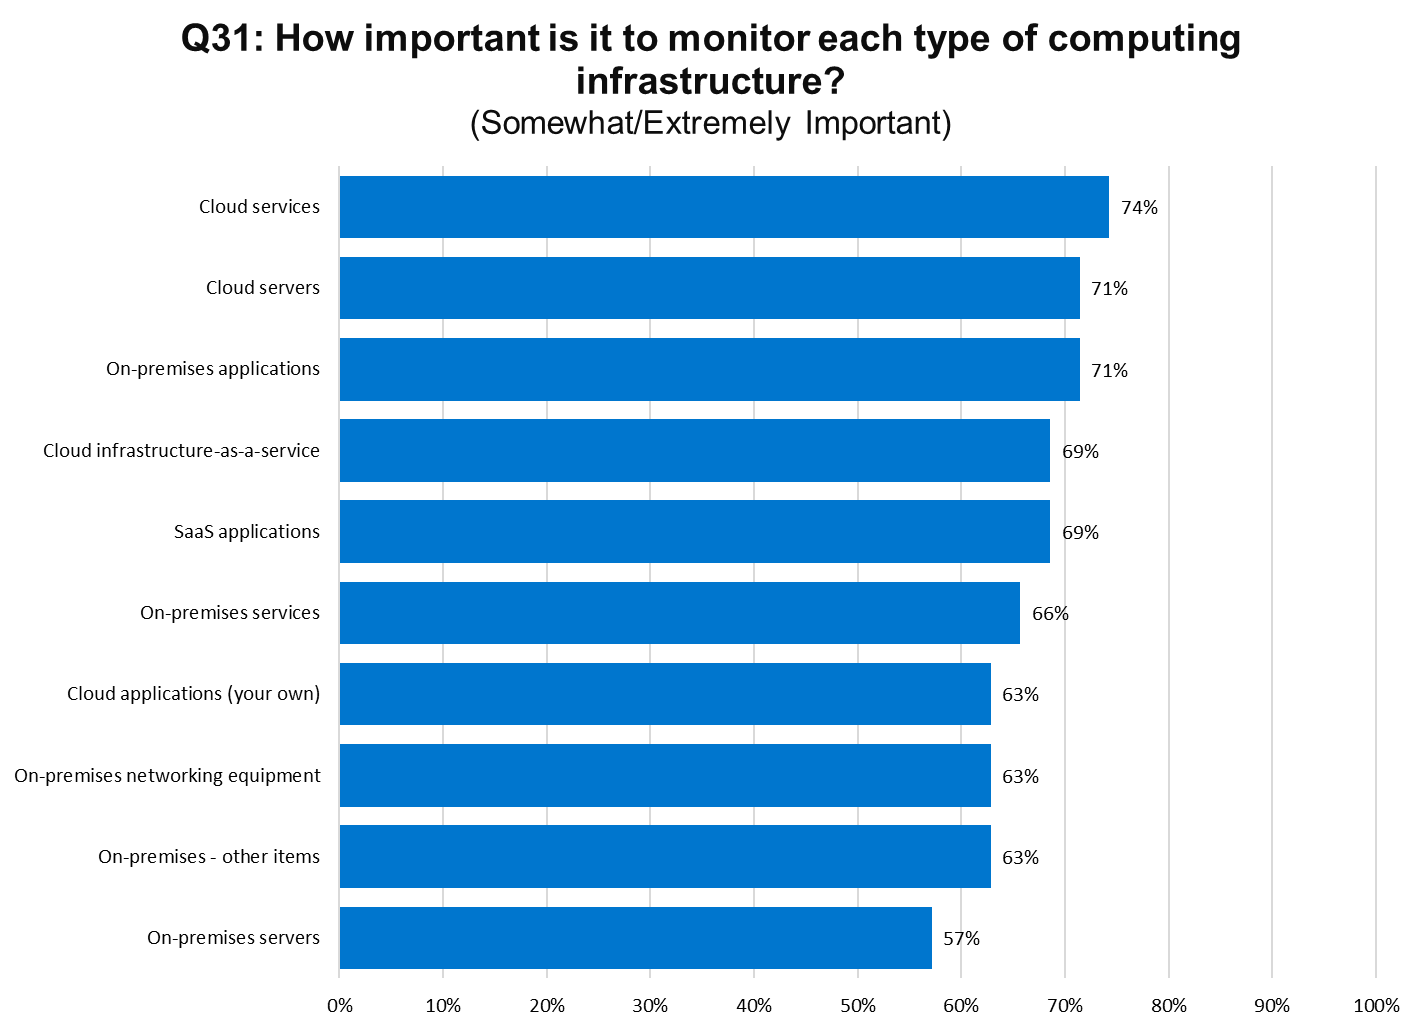 Q31: How important is it to monitor each type of computing
infrastructure?
(Somewhat/Extremely Important)
Cloud services 74%
Cloud servers 71%
On-premises applications 71%
Cloud infrastructure-as-a-service 69%
SaaS applications 69%
On-premises services 66%
Cloud applications (your own) 63%
On-premises networking equipment 63%
On-premises - other items 63%
On-premises servers 57%
0% 10% 20% 30% 40% 50% 60% 70% 80% 90% 100%